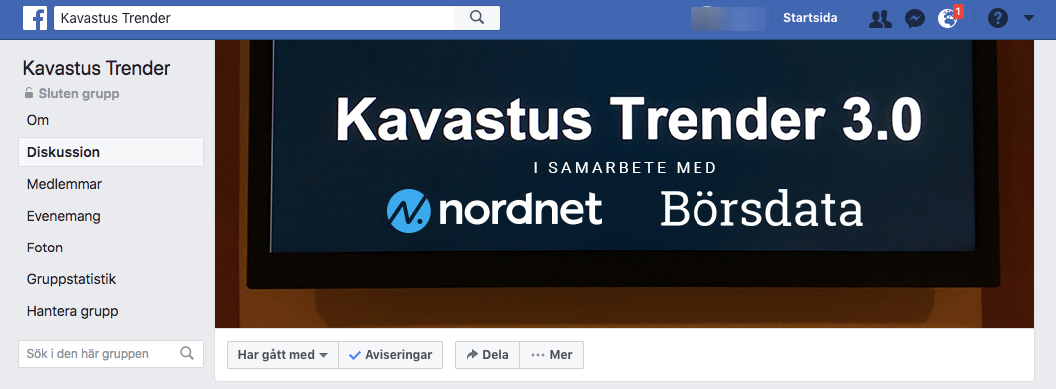 Kavastus Trender
Startsida
1
Kavastus Trender
Sluten grupp
Om
Diskussion
Medlemmar
Evenemang
Foton
Gruppstatistik
Hantera grupp
Sök i den här gruppen
Kavastus Trender 3.0
I SAMARBETE MED
nordnet Börsdata
Har gått med Aviseringar Dela Mer